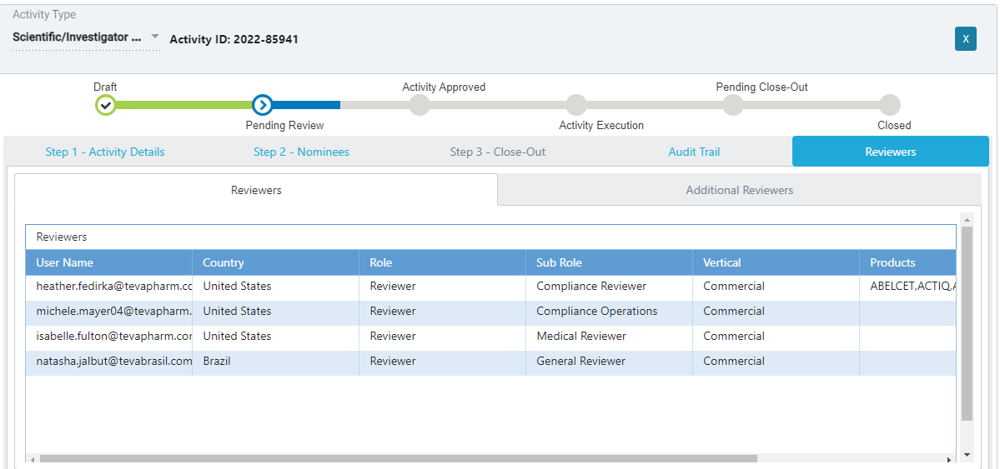 Activity Type
Scientific/Investigator ... Activity ID: 2022-85941
X
Draft Activity Approved Pending Close-Out
Pending Review Activity Execution Closed
Step 1 - Activity Details Step 2 - Nominees Step 3 - Close-Out Audit Trail Reviewers
Reviewers Additional Reviewers
Reviewers
User Name Country Role Sub Role Vertical Products
heather.fedirka@tevapharm.cc United States Reviewer Compliance Reviewer Commercial ABELCET,ACTIQ,A
michele.mayer04@tevapharm. United States Reviewer Compliance Operations Commercial
isabelle.fulton@tevapharm.cor United States Reviewer Medical Reviewer Commercial
natasha.jalbut@tevabrasil.com Brazil Reviewer General Reviewer Commercial